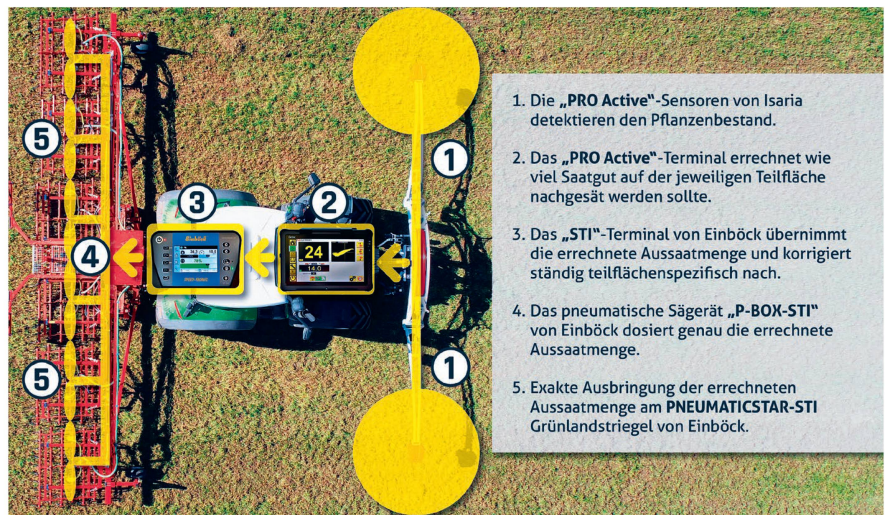 1. Die „PRO Active"-Sensoren von Isaria
detektieren den Pflanzenbestand.
2. Das „PRO Active"-Terminal errechnet wie
viel Saatgut auf der jeweiligen Teilfläche
nachgesät werden sollte.
3. Das „STI"-Terminal von Einböck übernimmt
die errechnete Aussaatmenge und korrigiert
ständig teilflächenspezifisch nach.
4. Das pneumatische Sägerät „P-BOX-STI"
von Einböck dosiert genau die errechnete
Aussaatmenge.
5. Exakte Ausbringung der errechneten
Aussaatmenge am PNEUMATICSTAR-STI
Grünlandstriegel von Einböck.
5
1
3
2
4
Einböck
24
14.0
5
1